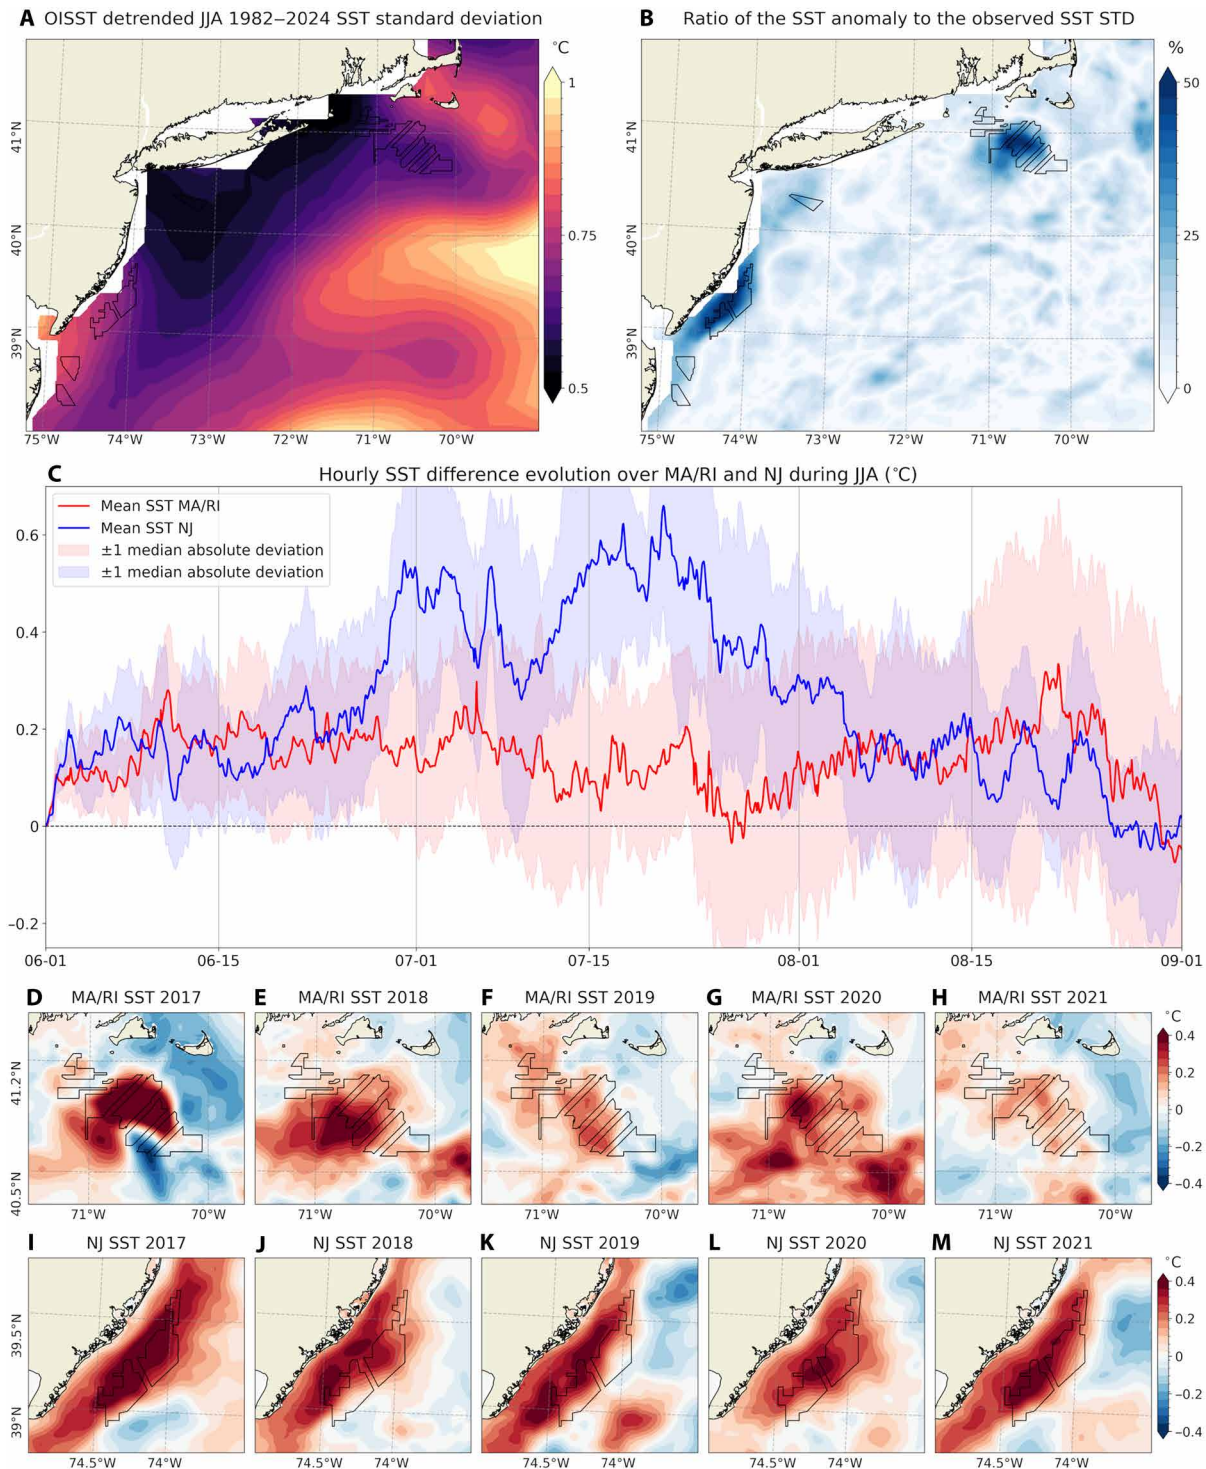 A OISST detrended JJA 1982–2024 SST standard deviation
°C
1
0.75
0.5
41°N
40°N
39°N
75°W 74°W 73°W 72°W 71°W 70°W
B Ratio of the SST anomaly to the observed SST STD
%
50
25
0
41°N
40°N
39°N
75°W 74°W 73°W 72°W 71°W 70°W
C Hourly SST difference evolution over MA/RI and NJ during JJA (°C)
Mean SST MA/RI
Mean SST NJ
±1 median absolute deviation
±1 median absolute deviation
0.6
0.4
0.2
0
−0.2
06-01 06-15 07-01 07-15 08-01 08-15 09-01
D MA/RI SST 2017
E MA/RI SST 2018
F MA/RI SST 2019
G MA/RI SST 2020
H MA/RI SST 2021
°C
41.2°N
40.5°N
0.4
0.2
0
−0.2
−0.4
71°W 70°W
71°W 70°W
71°W 70°W
71°W 70°W
71°W 70°W
I NJ SST 2017
J NJ SST 2018
K NJ SST 2019
L NJ SST 2020
M NJ SST 2021
°C
39.5°N
39°N
0.4
0.2
0
−0.2
−0.4
74.5°W 74°W
74.5°W 74°W
74.5°W 74°W
74.5°W 74°W
74.5°W 74°W